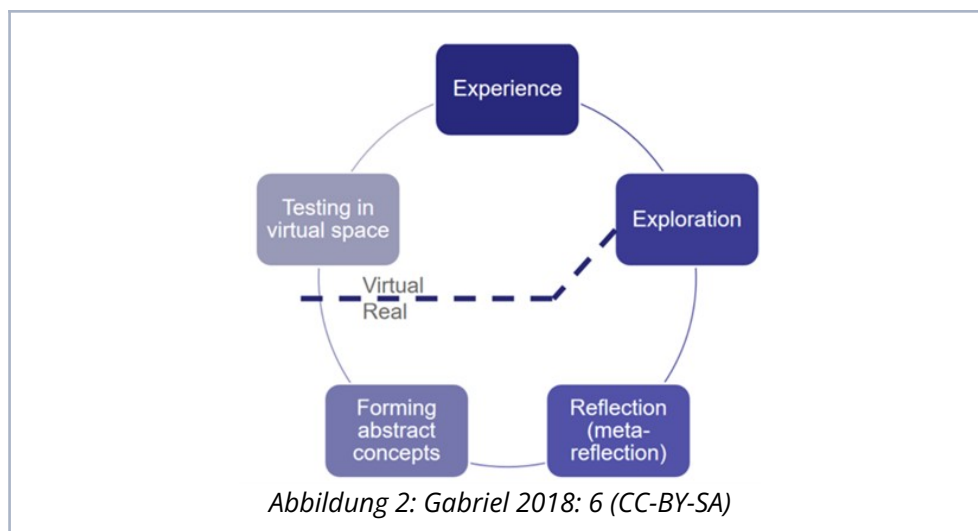 Experience
Testing in
virtual space
Exploration
Virtual
Real
Forming
abstract
concepts
Reflection
(meta-
reflection)
Abbildung 2: Gabriel 2018: 6 (CC-BY-SA)